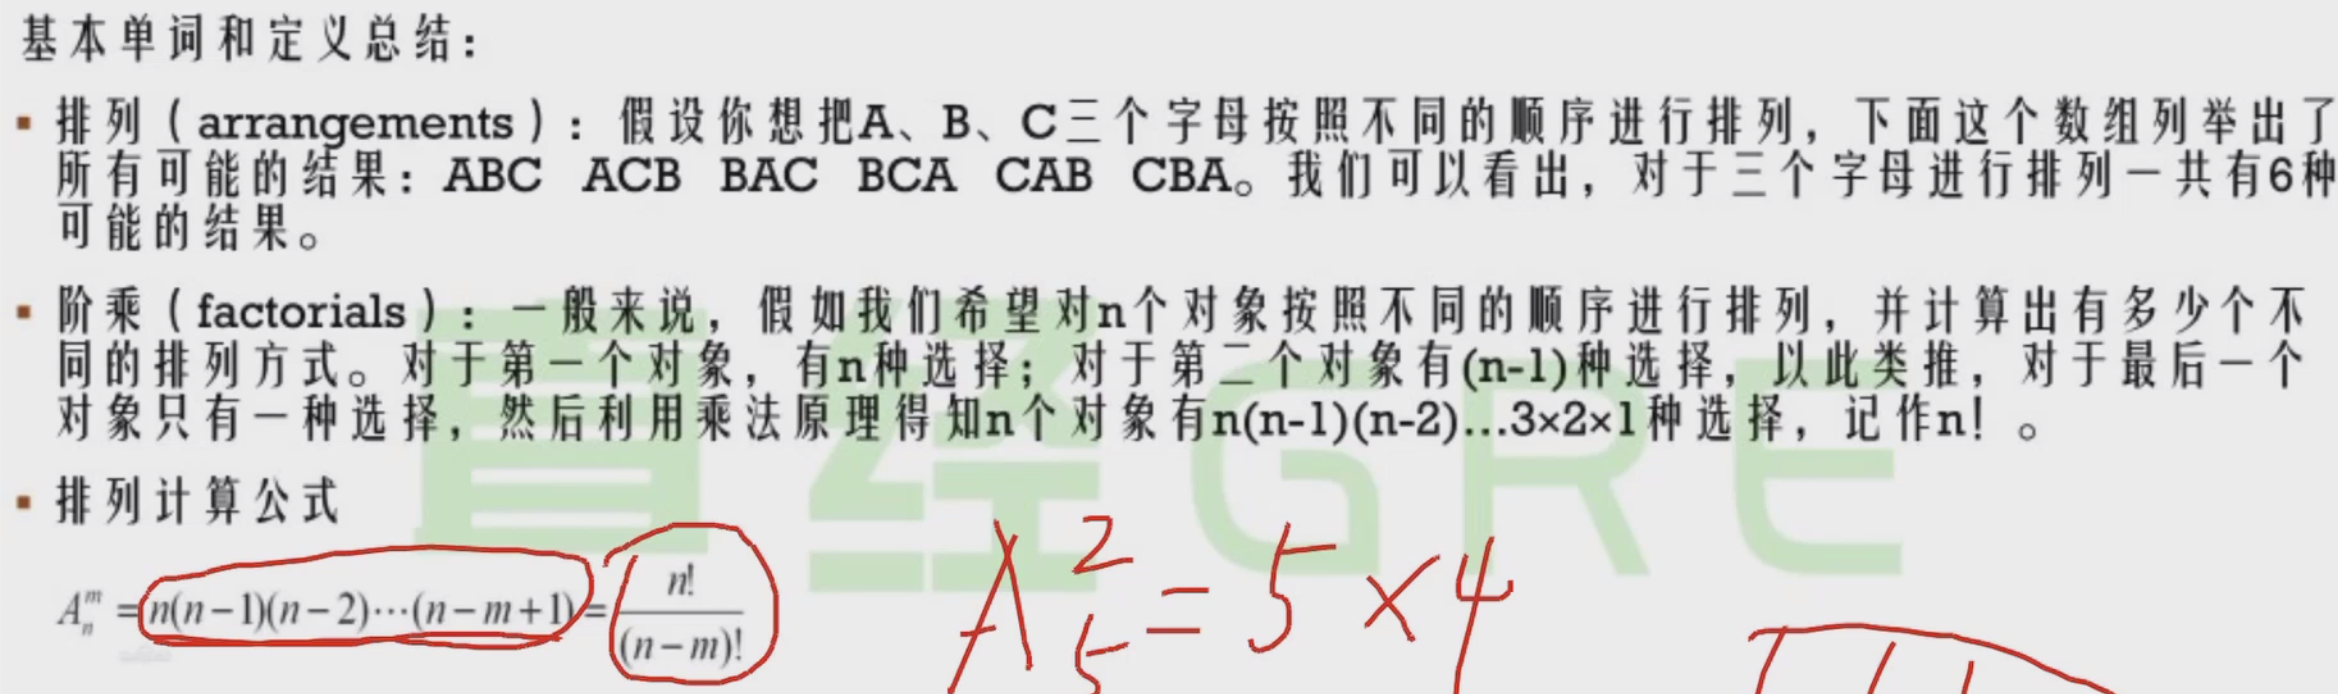 基本单词和定义总结：
▪ 排列（arrangements）：假设你想把A、B、C三个字母按照不同的顺序进行排列，下面这个数组列举出了
所有可能的结果：ABC ACB BAC BCA CAB CBA。我们可以看出，对于三个字母进行排列一共有6种
可能的结果。
▪ 阶乘（factorials）：一般来说，假如我们希望对n个对象按照不同的顺序进行排列，并计算出有多少个不
同的排列方式。对于第一个对象，有n种选择；对于第二个对象有(n-1)种选择，以此类推，对于最后一个
对象只有一种选择，然后利用乘法原理得知n个对象有n(n-1)(n-2)…3×2×1种选择，记作n！。
▪ 排列计算公式
A_n^m = n(n-1)(n-2)⋯(n-m+1) = n!/(n-m)!
A_5^2 = 5×4
GRE